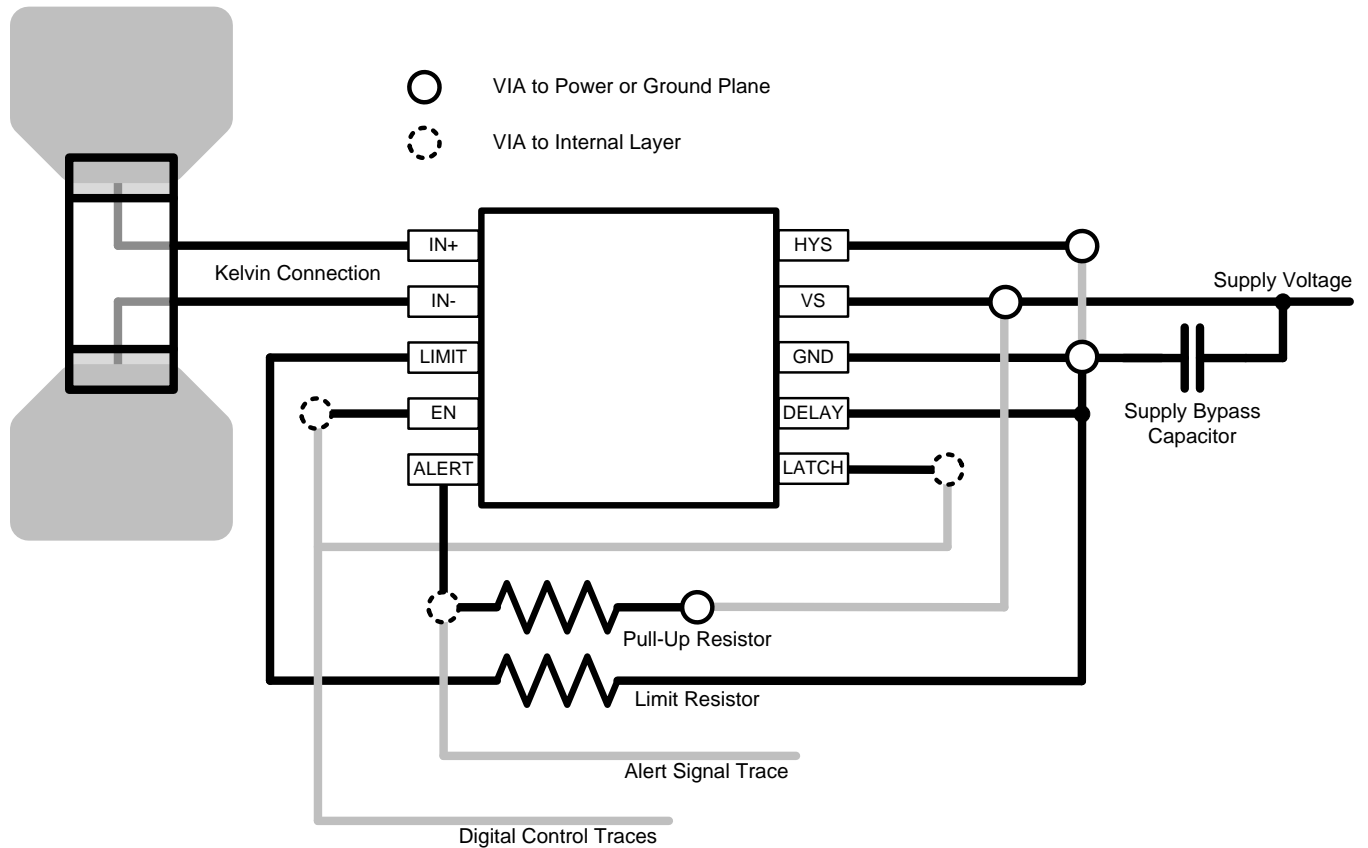 VIA to Power or Ground Plane
VIA to Internal Layer
IN+
HYS
Kelvin Connection
Supply Voltage
IN-
VS
LIMIT
GND
EN
DELAY
Supply Bypass
Capacitor
ALERT
LATCH
Pull-Up Resistor
Limit Resistor
Alert Signal Trace
Digital Control Traces